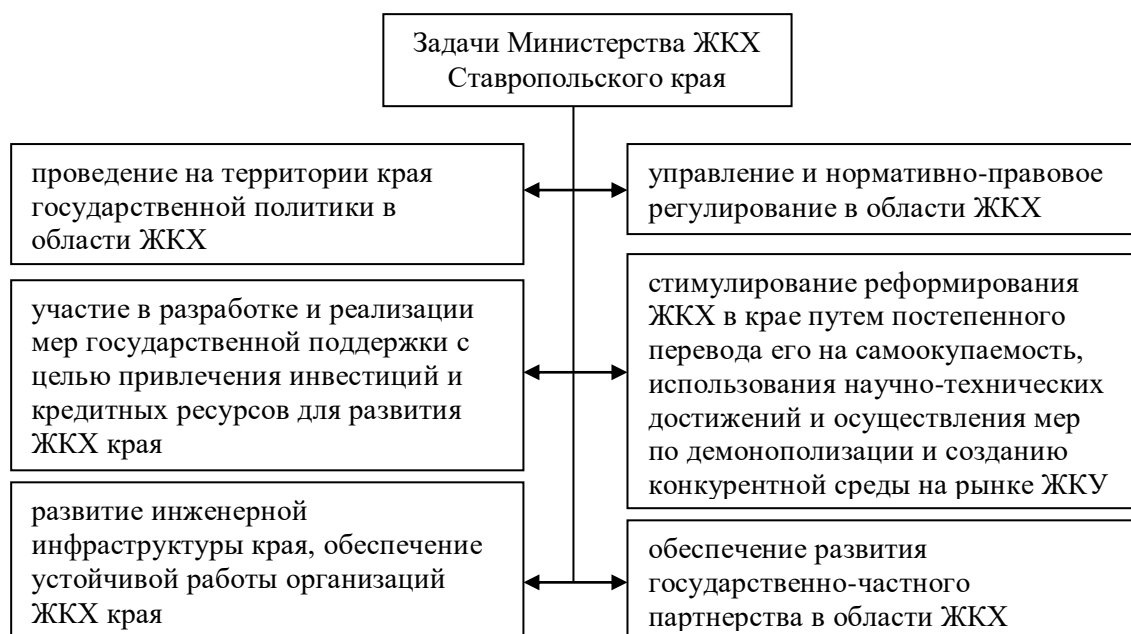 Задачи Министерства ЖКХ
Ставропольского края
проведение на территории края
государственной политики в
области ЖКХ
управление и нормативно-правовое
регулирование в области ЖКХ
участие в разработке и реализации
мер государственной поддержки с
целью привлечения инвестиций и
кредитных ресурсов для развития
ЖКХ края
стимулирование реформирования
ЖКХ в крае путем постепенного
перевода его на самоокупаемость,
использования научно-технических
достижений и осуществления мер
по демонополизации и созданию
конкурентной среды на рынке ЖКУ
развитие инженерной
инфраструктуры края, обеспечение
устойчивой работы организаций
ЖКХ края
обеспечение развития
государственно-частного
партнерства в области ЖКХ